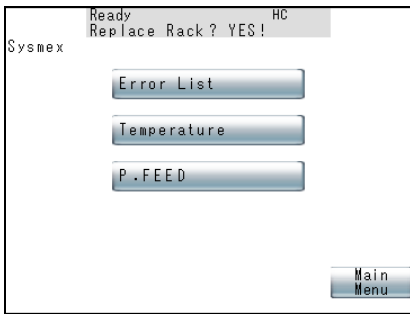 Ready HC
Replace Rack? YES!
Sysmex
Error List
Temperature
P.FEED
Main
Menu